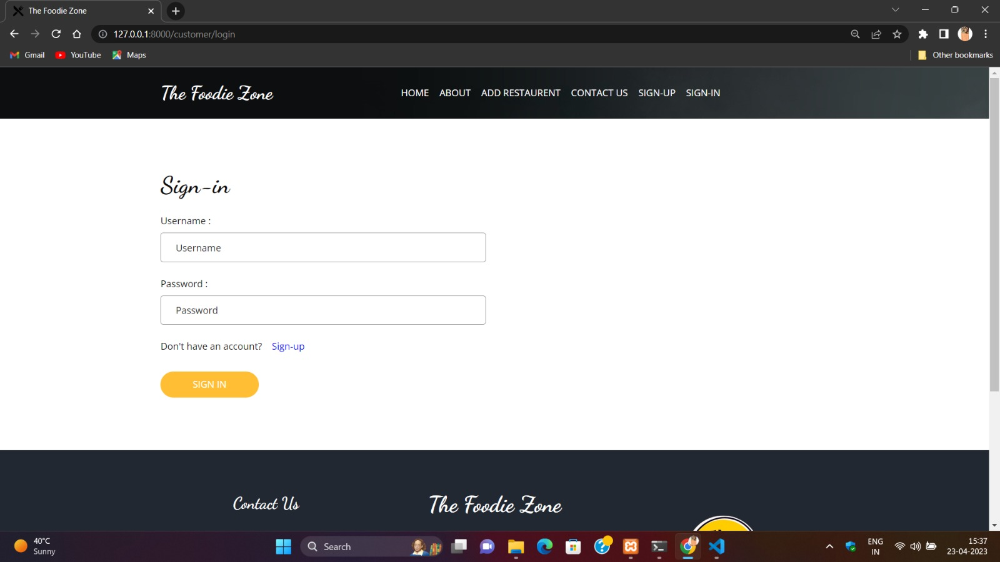 The Foodie Zone
127.0.0.1:8000/customer/login
Gmail YouTube Maps Other bookmarks
The Foodie Zone HOME ABOUT ADD RESTAURENT CONTACT US SIGN-UP SIGN-IN
Sign-in
Username :
Username
Password :
Password
Don't have an account? Sign-up
SIGN IN
Contact Us The Foodie Zone
40°C
Sunny
Search
ENG
IN
15:37
23-04-2023